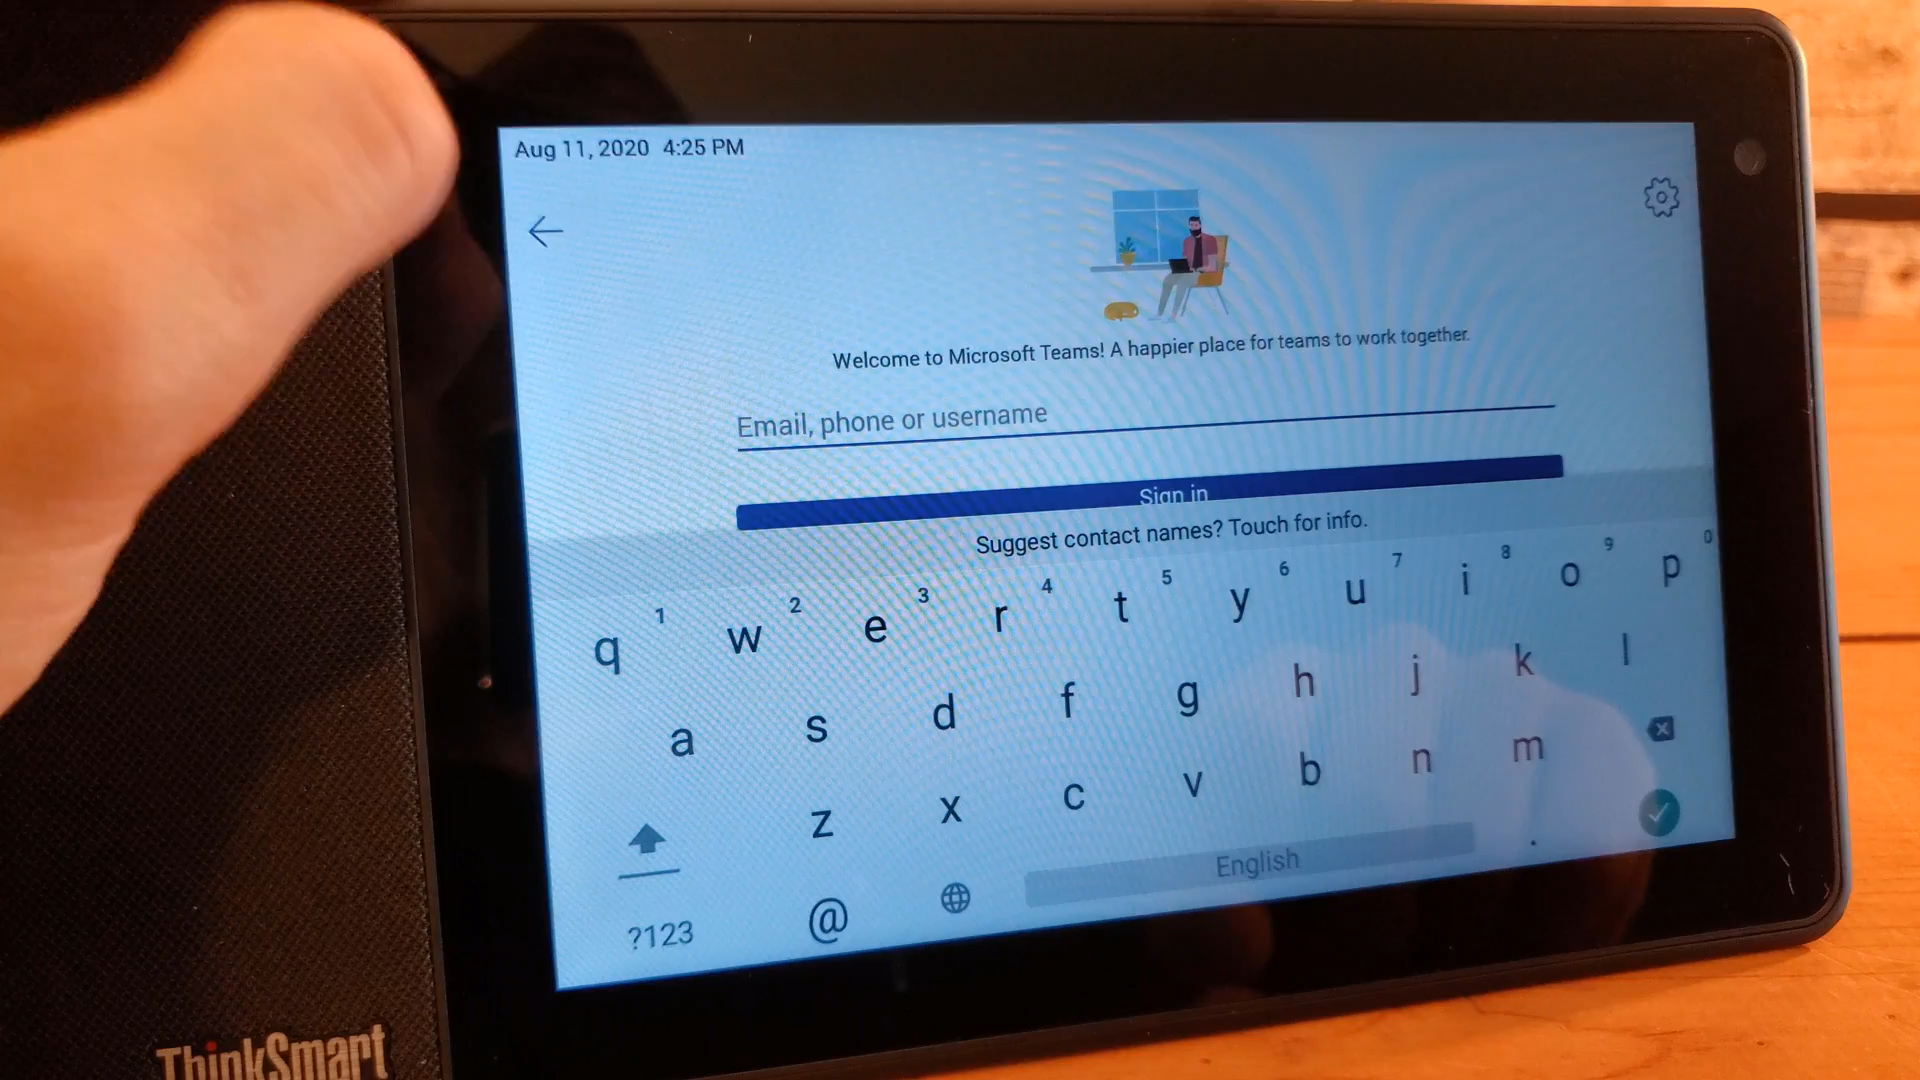 Aug 11, 2020 4:25 PM
Welcome to Microsoft Teams! A happier place for teams to work together.
Email, phone or username
Sign in
Suggest contact names? Touch for info.
1 2 3 4 5 6 7 8 9 0
q w e r t y u i o p
a s d f g h j k l
z x c v b n m
?123 @ English .
ThinkSmart